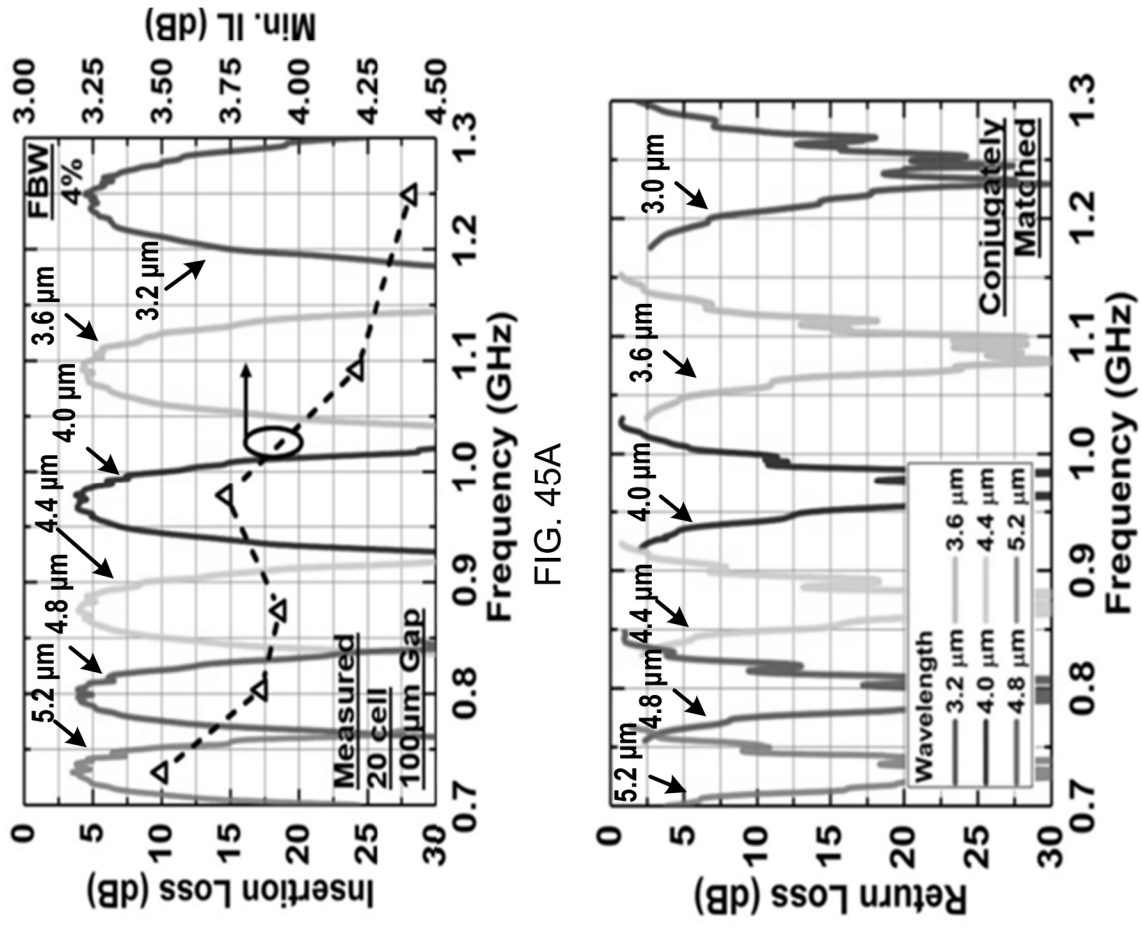 Min. IL (dB)
3.00
3.25
3.50
3.75
4.00
4.25
4.50
FBW
4%
3.2 µm
3.6 µm
4.0 µm
4.4 µm
4.8 µm
5.2 µm
Measured
20 cell
100µm Gap
0
5
10
15
20
25
30
Insertion Loss (dB)
0.7
0.8
0.9
1.0
1.1
1.2
1.3
Frequency (GHz)
FIG. 45A
0
5
10
15
20
25
30
Return Loss (dB)
5.2 µm
4.8 µm
4.4 µm
4.0 µm
3.6 µm
3.0 µm
Conjugately
Matched
Wavelength
3.2 µm 3.6 µm
4.0 µm 4.4 µm
4.8 µm 5.2 µm
0.7
0.8
0.9
1.0
1.1
1.2
1.3
Frequency (GHz)